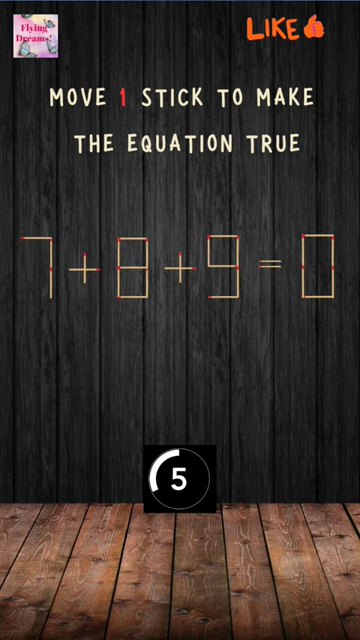 Flying
Dreams!
LIKE
MOVE 1 STICK TO MAKE
THE EQUATION TRUE
7+8+9=0
5